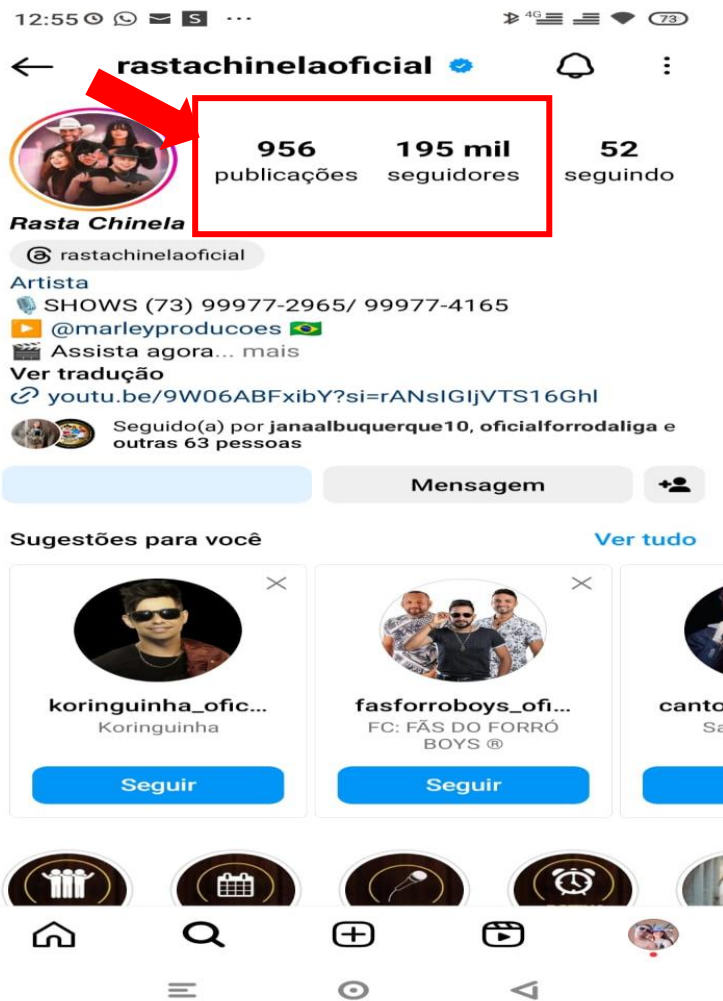 12:55 S ... 4G 73
rastachinelaoficial
956 195 mil 52
publicações seguidores seguindo
Rasta Chinela
rastachinelaoficial
Artista
SHOWS (73) 99977-2965/ 99977-4165
@marleyproducoes
Assista agora... mais
Ver tradução
youtu.be/9W06ABFxibY?si=rANsIGIjVTS16Ghl
Seguido(a) por janaalbuquerque10, oficialforrodaliga e
outras 63 pessoas
Mensagem
Sugestões para você Ver tudo
koringuinha_ofic... fasforroboys_ofi... canto
Koringuinha FC: FÃS DO FORRÓ Sa
BOYS ®
Seguir Seguir